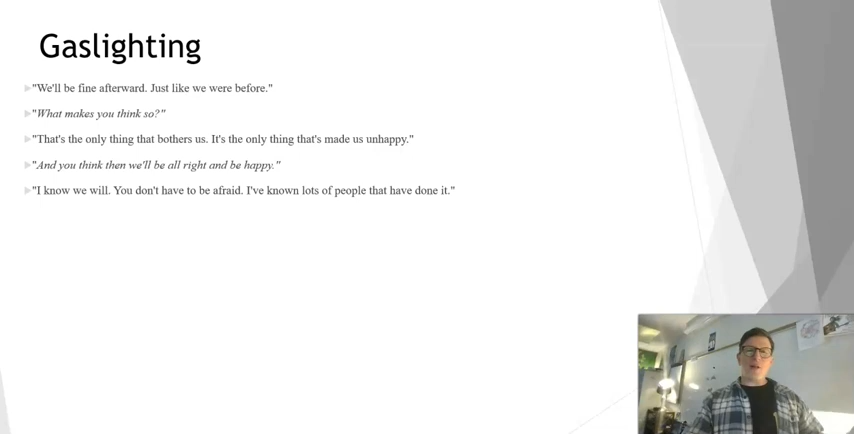 Gaslighting
"We'll be fine afterward. Just like we were before."
"What makes you think so?"
"That's the only thing that bothers us. It's the only thing that's made us unhappy."
"And you think then we'll be all right and be happy."
"I know we will. You don't have to be afraid. I've known lots of people that have done it."